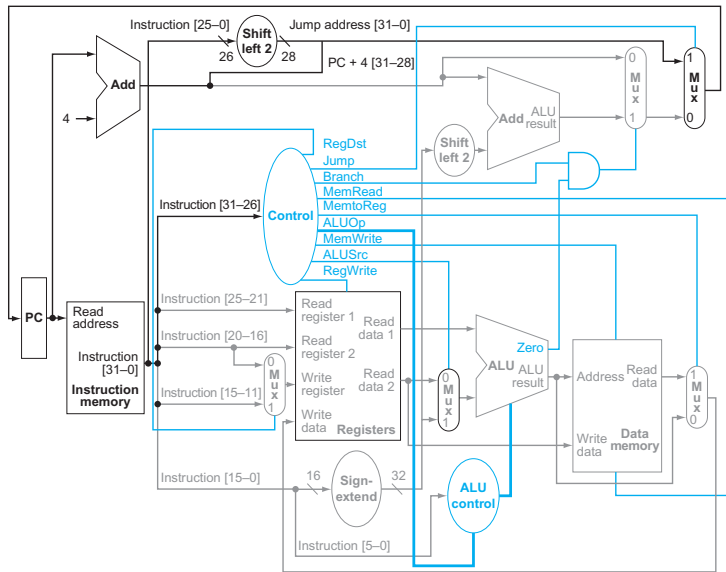 Instruction [25–0]
Shift
left 2
Jump address [31–0]
26
28
PC + 4 [31–28]
Add
4
0
M
u
x
1
1
M
u
x
0
Add
ALU
result
Shift
left 2
RegDst
Jump
Branch
MemRead
MemtoReg
ALUOp
MemWrite
ALUSrc
RegWrite
Control
Instruction [31–26]
PC
Read
address
Instruction
[31–0]
Instruction
memory
Instruction [25–21]
Instruction [20–16]
Instruction [15–11]
0
M
u
x
1
Read
register 1
Read
register 2
Write
register
Write
data
Read
data 1
Read
data 2
Registers
0
M
u
x
1
Zero
ALU
ALU
result
Address
Read
data
Write
data
Data
memory
1
M
u
x
0
Instruction [15–0]
16
Sign-
extend
32
ALU
control
Instruction [5–0]